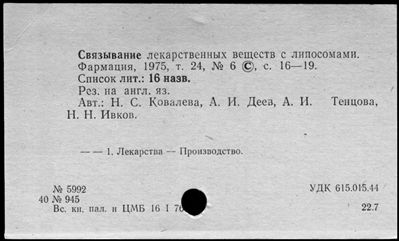 Связывание лекарственных веществ с липосомами.
Фармация, 1975, т. 24, № 6 ©, с. 16—19.
Список лит.: 16 назв.
Рез. на англ. яз.
Авт.: Н. С. Ковалева, А. И. Деев, А. И. Тенцова,
Н. Н. Ивков.
— — 1. Лекарства — Производство.
№ 5992 УДК 615.015.44
40 № 945
Вс. кн. пал. и ЦМБ 16 I 76 22.7